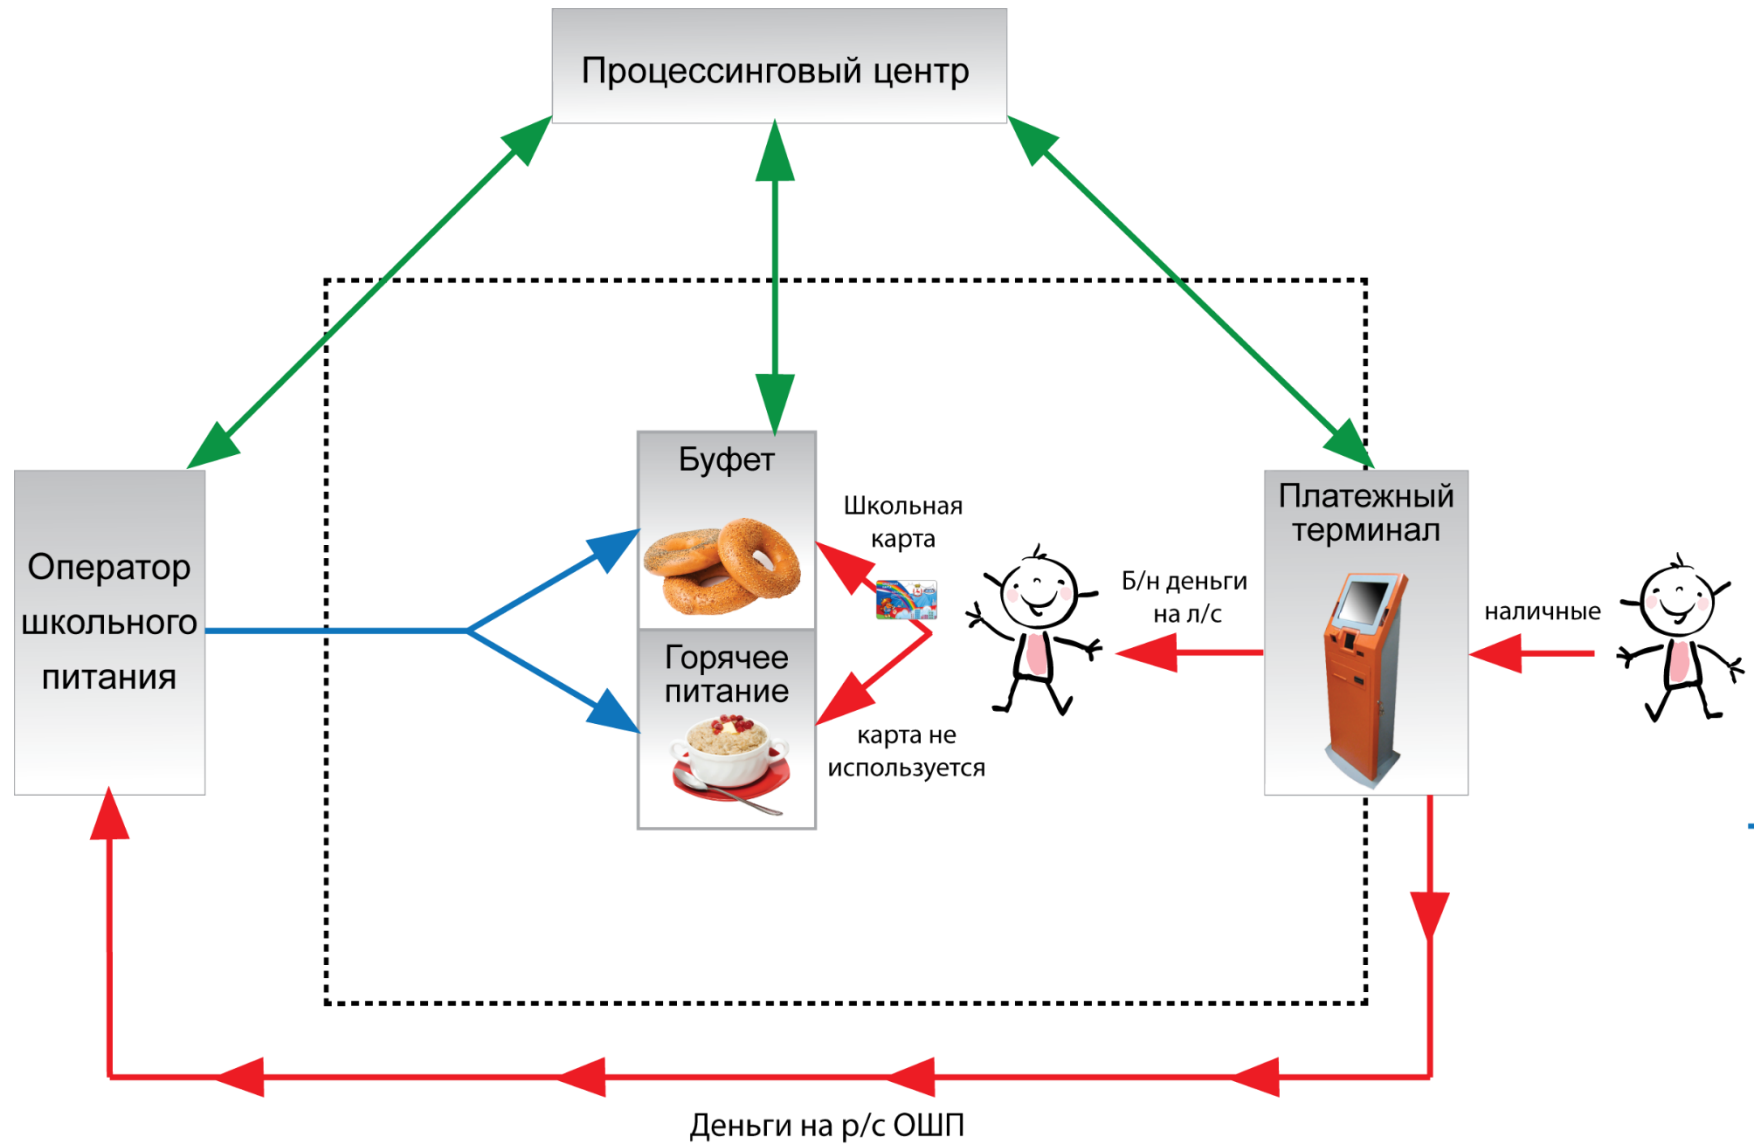 Процессинговый центр
Буфет
Школьная
карта
Платежный
терминал
Оператор
школьного
питания
Б/н деньги
на л/с
наличные
Горячее
питание
карта не
используется
Деньги на р/с ОШП